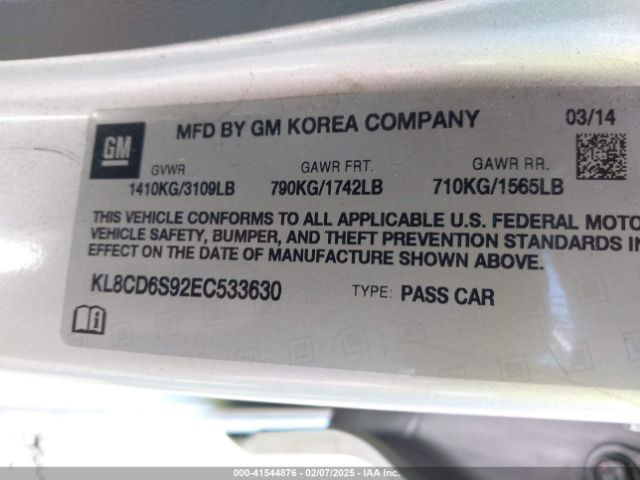 GM
MFD BY GM KOREA COMPANY 03/14
GVWR GAWR FRT. GAWR RR.
1410KG/3109LB 790KG/1742LB 710KG/1565LB
THIS VEHICLE CONFORMS TO ALL APPLICABLE U.S. FEDERAL MOTO
VEHICLE SAFETY, BUMPER, AND THEFT PREVENTION STANDARDS IN
EFFECT ON THE DATE OF MANUFACTURE SHOWN ABOVE.
KL8CD6S92EC533630 TYPE: PASS CAR
000-41544876 - 02/07/2025 - IAA Inc.